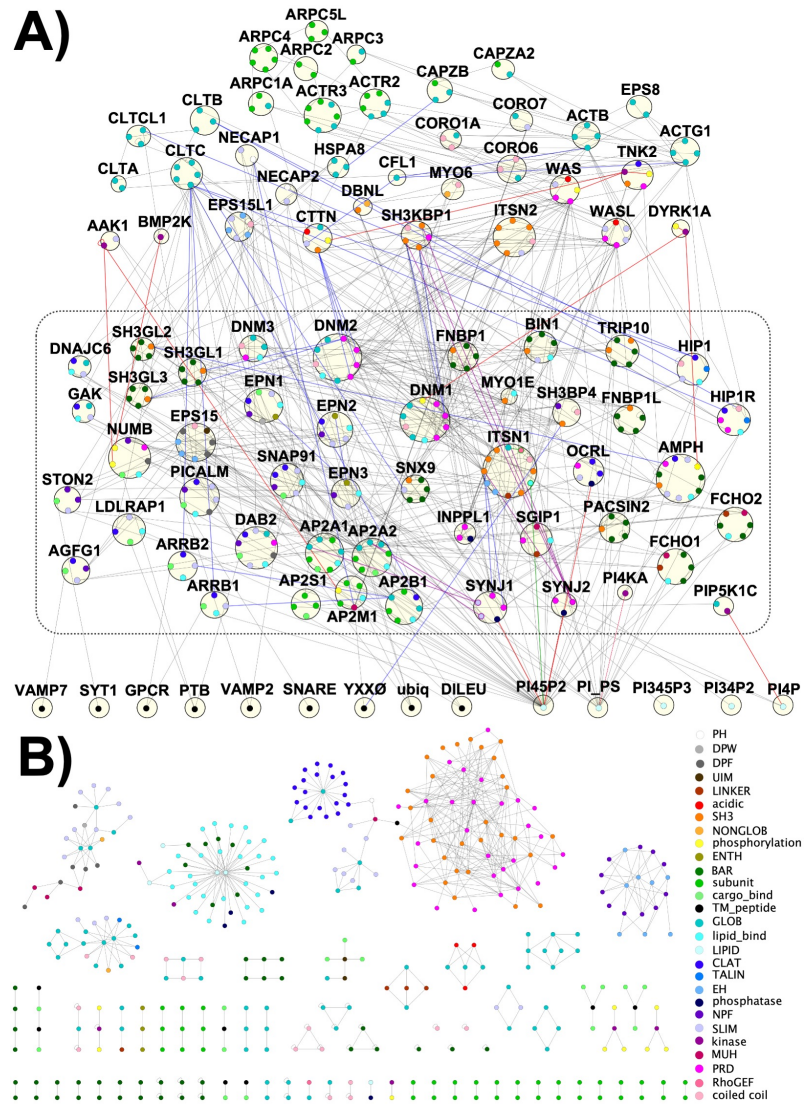 A)
ARPC5L
ARPC4
ARPC2 ARPC3
CAPZA2
ARPC1A ACTR2 CAPZB
ACTR3
EPS8
CLTCL1 CLTB
CORO7 ACTB
NECAP1 CORO1A
ACTG1
CLTC HSPA8
CORO6 TNK2
CLTA NECAP2 CFL1
MYO6 WAS
DBNL
EPS15L1 SH3KBP1 ITSN2
AAK1 BMP2K CTTN WASL DYRK1A
SH3GL2 DNM3 DNM2 FNBP1 BIN1 TRIP10
DNAJC6 SH3GL1 HIP1
SH3GL3 EPN1 MYO1E
GAK DNM1 SH3BP4 FNBP1L HIP1R
EPS15 EPN2
NUMB ITSN1 OCRL AMPH
PICALM SNAP91
STON2 EPN3 SNX9
FCHO2
LDLRAP1 DAB2 AP2A1 AP2A2 INPPL1 SGIP1 PACSIN2
AGFG1 ARRB2 FCHO1
ARRB1 AP2S1 AP2B1 SYNJ1 SYNJ2 PI4KA
AP2M1 PIP5K1C
VAMP7 SYT1 GPCR PTB VAMP2 SNARE YXXØ ubiq DILEU PI45P2 PI_PS PI345P3 PI34P2 PI4P
B)
PH
DPW
DPF
UIM
LINKER
acidic
SH3
NONGLOB
phosphorylation
ENTH
BAR
subunit
cargo_bind
TM_peptide
GLOB
lipid_bind
LIPID
CLAT
TALIN
EH
phosphatase
NPF
SLIM
kinase
MUH
PRD
RhoGEF
coiled coil